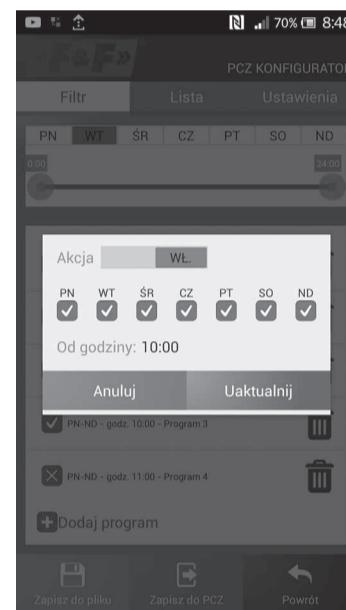 70% 8:48
F&F»
PCZ KONFIGURATO
Filtr Lista Ustawienia
PN WT ŚR CZ PT SO ND
0:00 24:00
Akcja WŁ.
PN WT ŚR CZ PT SO ND
Od godziny: 10:00
Anuluj Uaktualnij
PN-ND - godz. 10:00 - Program 3
PN-ND - godz. 11:00 - Program 4
Dodaj program
Zapisz do pliku Zapisz do PCZ Powrót